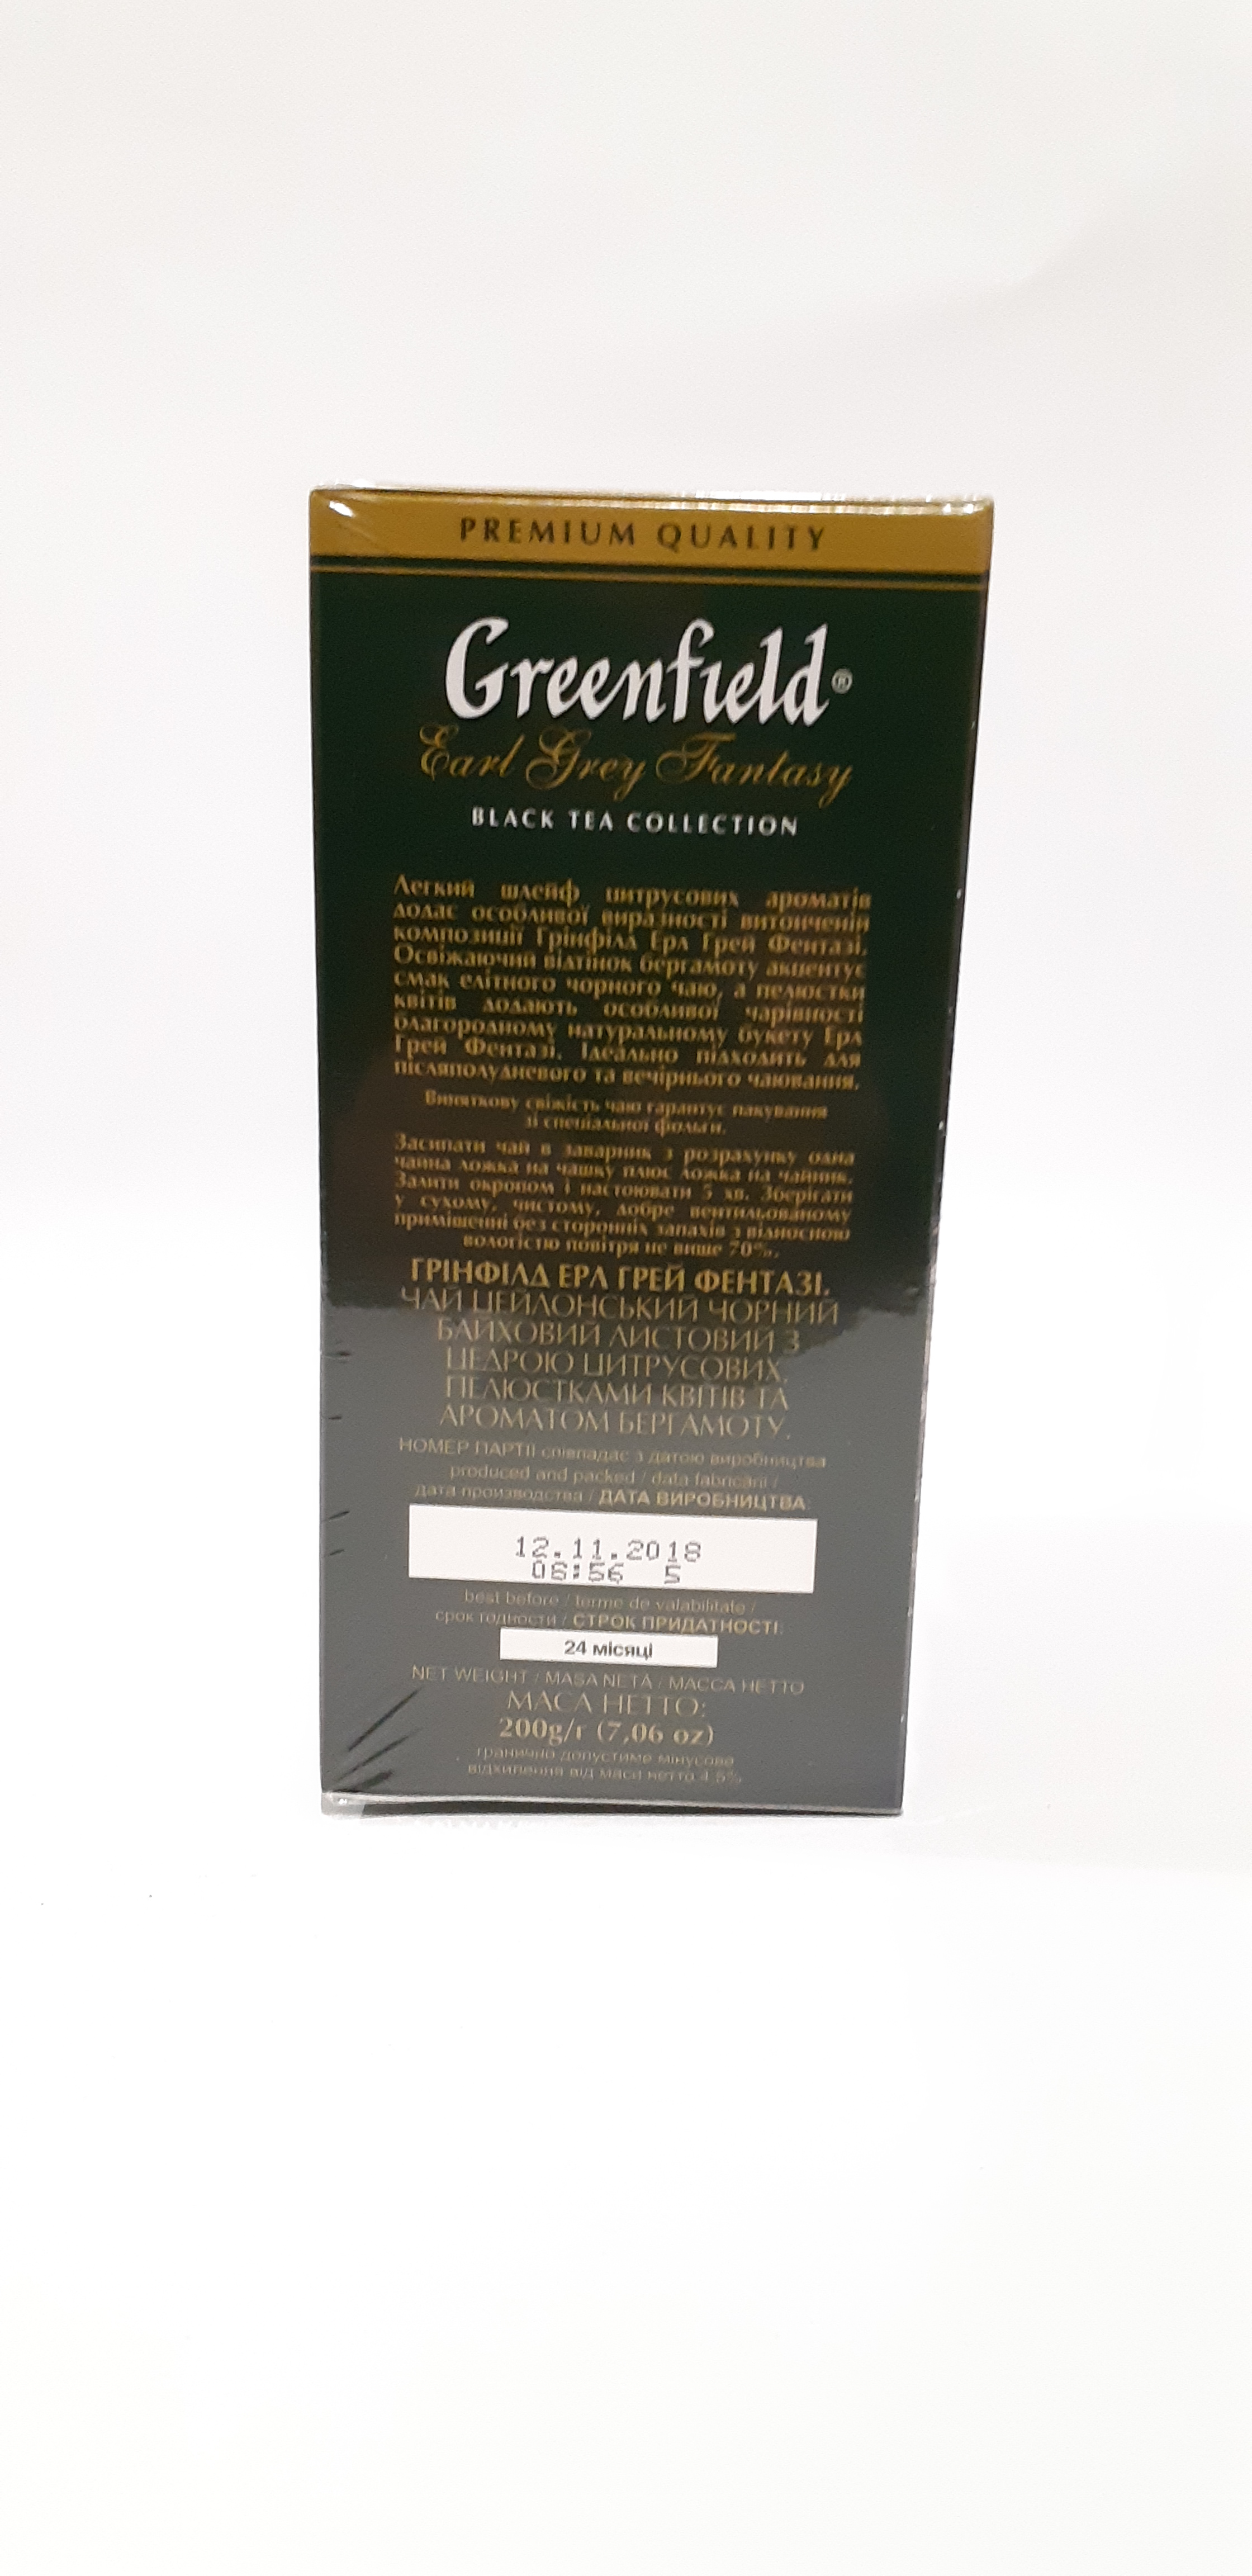 PREMIUM QUALITY
Greenfield®
Earl Grey Fantasy
BLACK TEA COLLECTION
Легкий шлейф цитрусових ароматів
додає особливої виразності витонченій
композиції Грінфілд Ерл Грей Фентазі.
Освіжаючий відтінок бергамоту акцентує
смак елітного чорного чаю, а пелюстки
квітів додають особливої чарівності
благородному натуральному букету Ерл
Грей Фентазі. Ідеально підходить для
післяполудневого та вечірнього чаювання.
Виняткову свіжість чаю гарантує пакування
зі спеціальної фольги.
Засипати чай в заварник з розрахунку одна
чайна ложка на чашку плюс ложка на чайник.
Залити окропом і настоювати 5 хв. Зберігати
у сухому, чистому, добре вентильованому
приміщенні без сторонніх запахів з відносною
вологістю повітря не вище 70%.
ГРІНФІЛД ЕРЛ ГРЕЙ ФЕНТАЗІ.
ЧАЙ ЦЕЙЛОНСЬКИЙ ЧОРНИЙ
БАЙХОВИЙ ЛИСТОВИЙ З
ЦЕДРОЮ ЦИТРУСОВИХ,
ПЕЛЮСТКАМИ КВІТІВ ТА
АРОМАТОМ БЕРГАМОТУ.
НОМЕР ПАРТІЇ співпадає з датою виробництва
produced and packed / data fabricării /
дата производства / ДАТА ВИРОБНИЦТВА:
12.11.2018
08:56 5
best before / terme de valabilitate /
срок годности / СТРОК ПРИДАТНОСТІ:
24 місяці
NET WEIGHT / MASA NETĂ / МАССА НЕТТО
МАСА НЕТТО:
200g/г (7,06 oz)
гранично допустиме мінусове
відхилення від маси нетто 4,5%